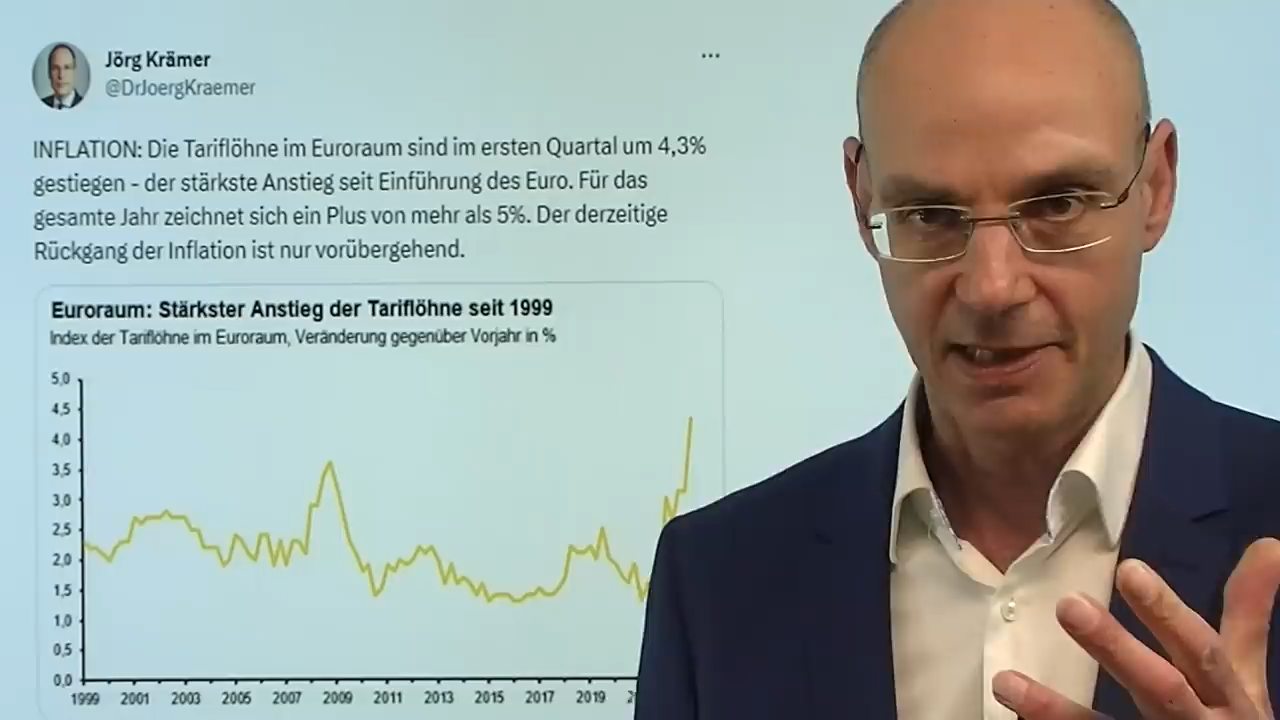 Jörg Krämer
...
@DrJoergKraemer
INFLATION: Die Tariflöhne im Euroraum sind im ersten Quartal um 4,3%
gestiegen - der stärkste Anstieg seit Einführung des Euro. Für das
gesamte Jahr zeichnet sich ein Plus von mehr als 5%. Der derzeitige
Rückgang der Inflation ist nur vorübergehend.
Euroraum: Stärkster Anstieg der Tariflöhne seit 1999
Index der Tariflöhne im Euroraum, Veränderung gegenüber Vorjahr in %
5,0
4,5
4,0
3,5
3,0
2,5
2,0
1,5
1,0
0,5
0,0
1999 2001 2003 2005 2007 2009 2011 2013 2015 2017 2019